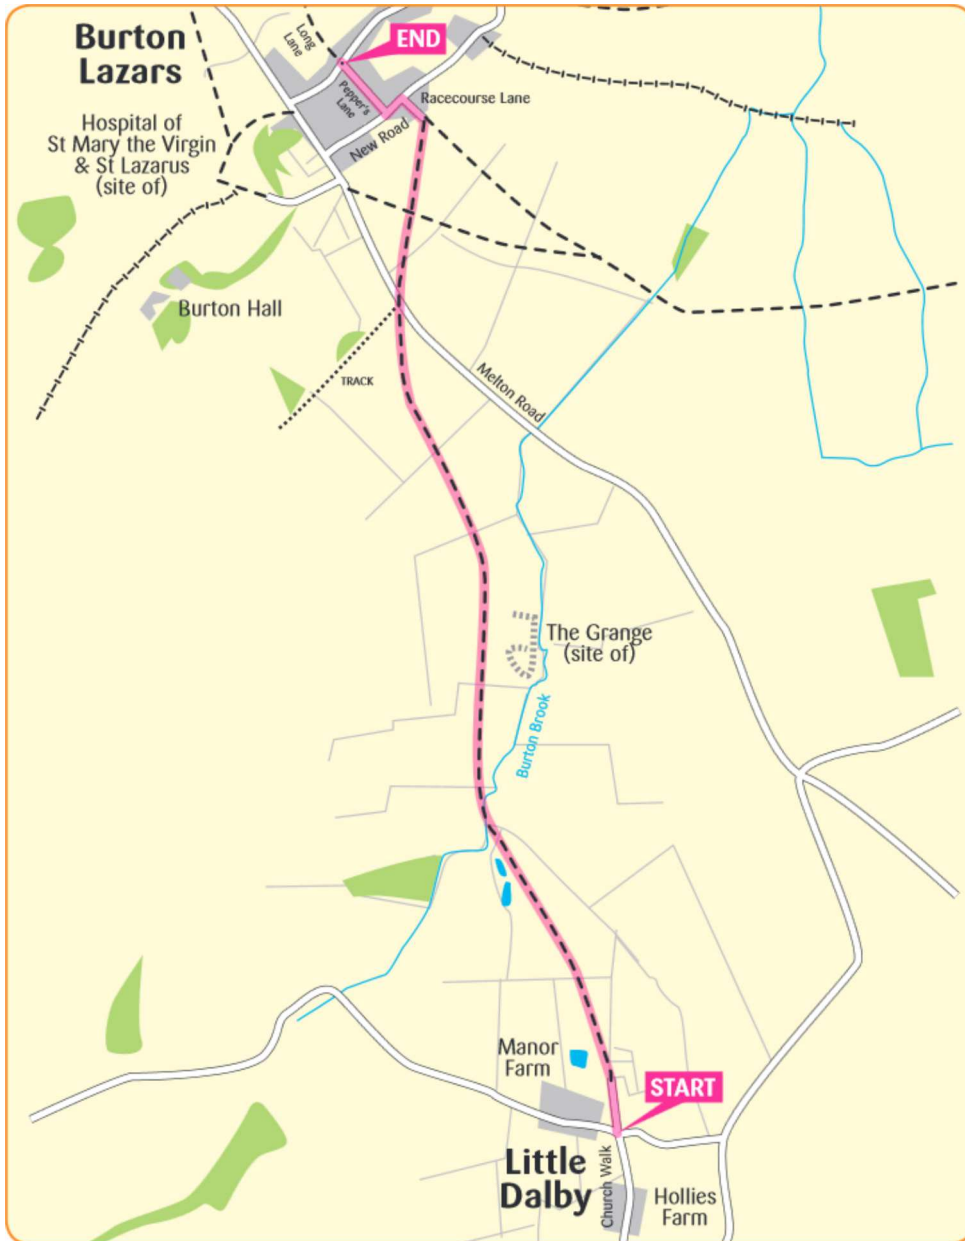 Burton
Lazars
Long
Lane
END
Pepper's
Lane
Racecourse Lane
New Road
Hospital of
St Mary the Virgin
& St Lazarus
(site of)
Burton Hall
TRACK
Melton Road
The Grange
(site of)
Burton Brook
Manor
Farm
START
Little
Dalby
Church Walk
Hollies
Farm